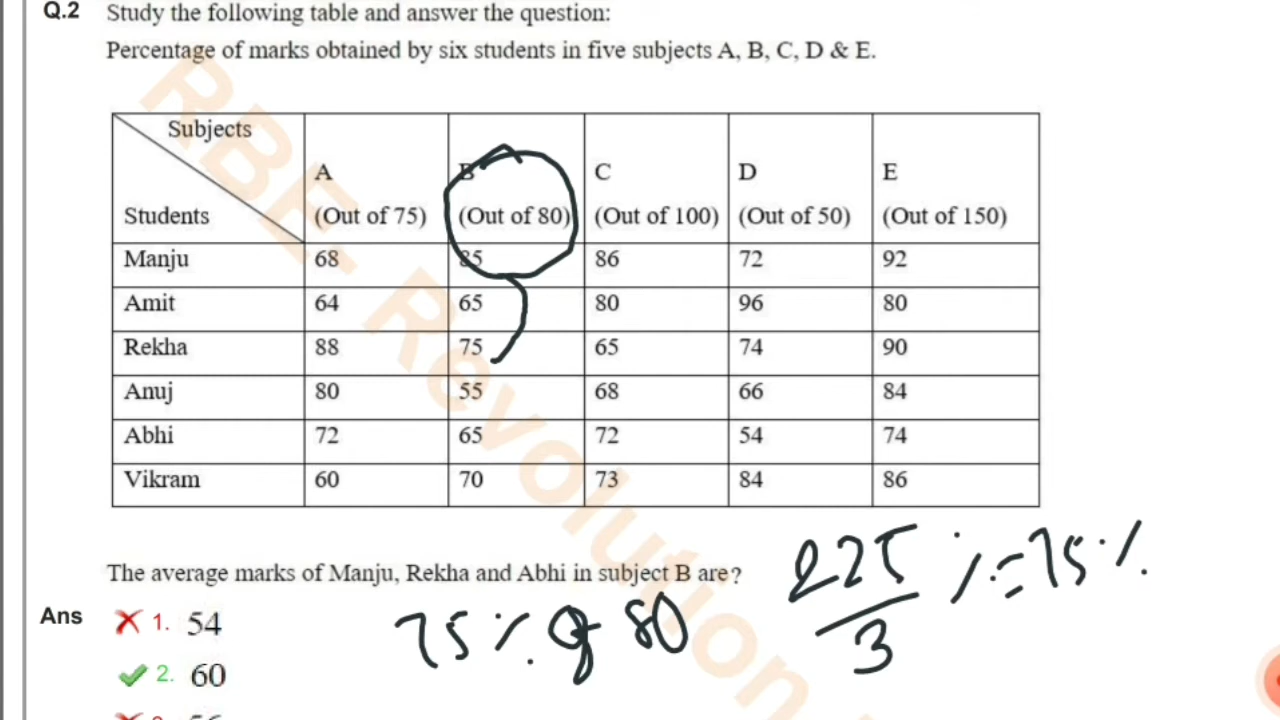 Q.2 Study the following table and answer the question:
Percentage of marks obtained by six students in five subjects A, B, C, D & E.
Subjects
Students
A (Out of 75) B (Out of 80) C (Out of 100) D (Out of 50) E (Out of 150)
Manju 68 85 86 72 92
Amit 64 65 80 96 80
Rekha 88 75 65 74 90
Anuj 80 55 68 66 84
Abhi 72 65 72 54 74
Vikram 60 70 73 84 86
The average marks of Manju, Rekha and Abhi in subject B are?
225/3 % = 75%
75% of 80
Ans 1. 54
2. 60
RBE- Revolution